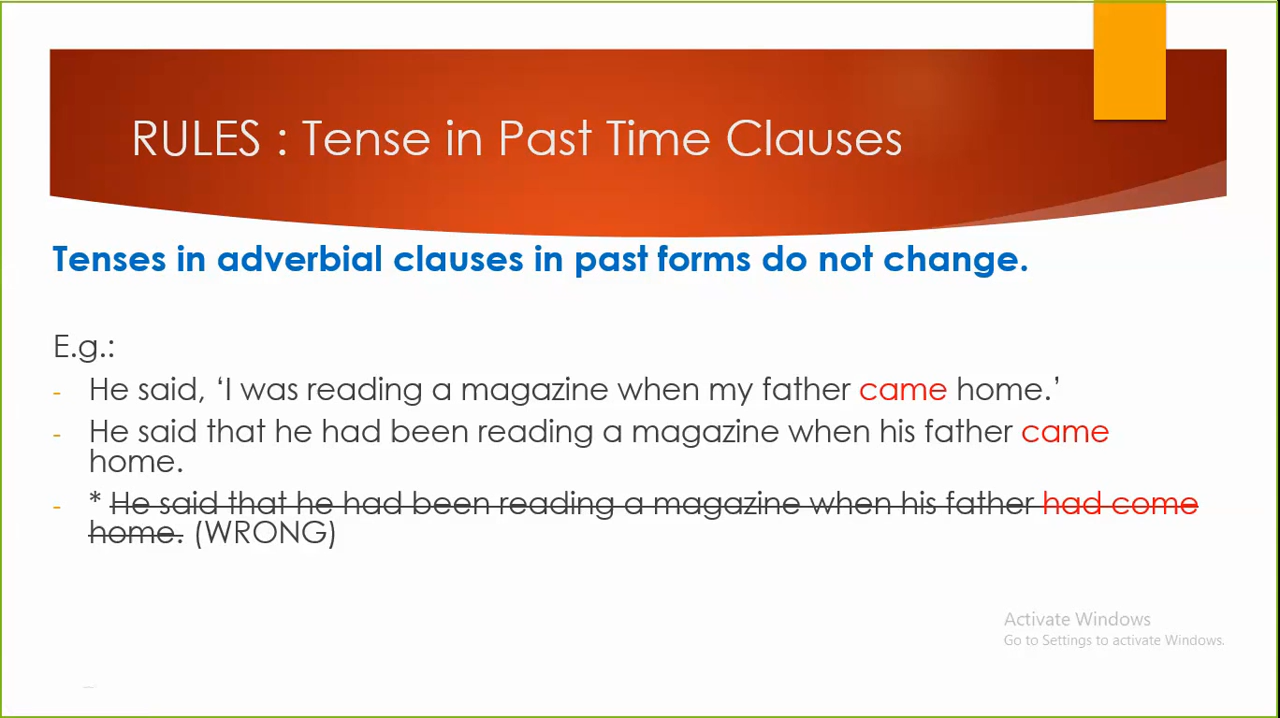 RULES : Tense in Past Time Clauses
Tenses in adverbial clauses in past forms do not change.
E.g.:
- He said, ‘I was reading a magazine when my father came home.’
- He said that he had been reading a magazine when his father came
home.
- * He said that he had been reading a magazine when his father had come
home. (WRONG)
Activate Windows
Go to Settings to activate Windows.